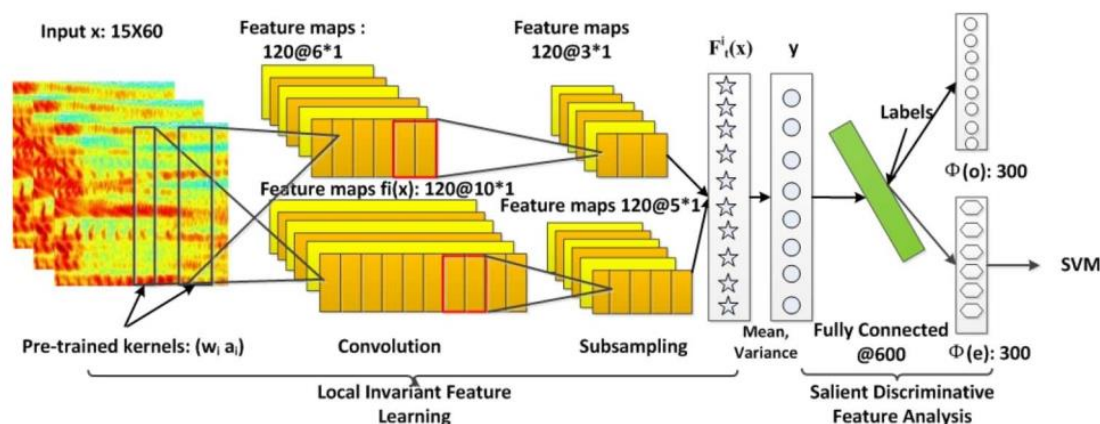 Input x: 15X60
Feature maps :
120@6*1
Feature maps
120@3*1
Fⁱₜ(x)
y
Labels
Φ(o): 300
Feature maps fi(x): 120@10*1
Feature maps 120@5*1
SVM
Pre-trained kernels: (wᵢ aᵢ)
Convolution
Subsampling
Mean,
Variance
Fully Connected
@600
Φ(e): 300
Local Invariant Feature
Learning
Salient Discriminative
Feature Analysis